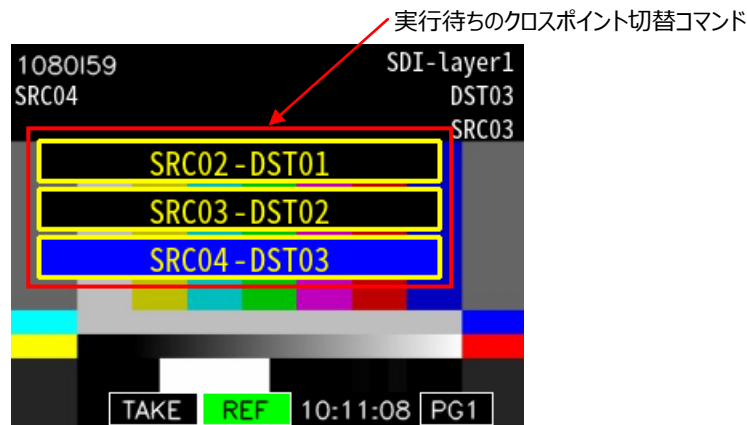 実行待ちのクロスポイント切替コマンド
1080I59 SDI-layer1
SRC04 DST03
SRC03
SRC02-DST01
SRC03-DST02
SRC04-DST03
TAKE REF 10:11:08 PG1